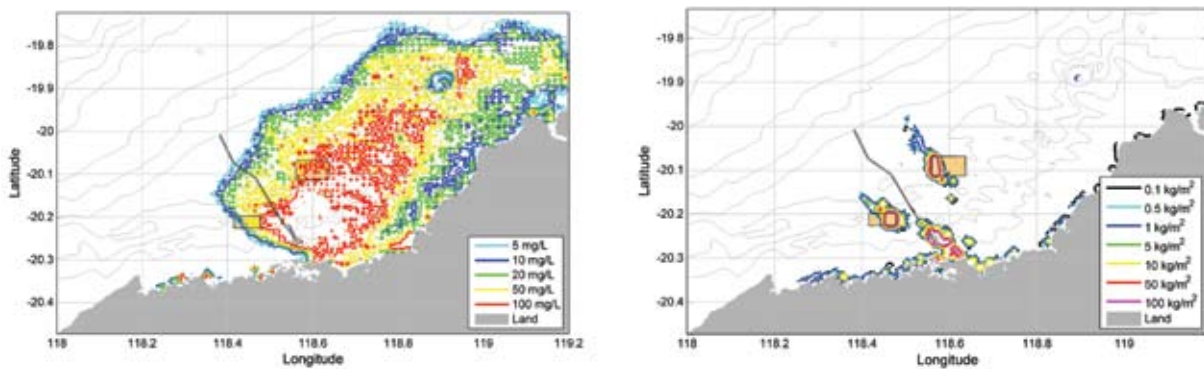 -19.8
-19.9
-20
-20.1
-20.2
-20.3
-20.4
Latitude
118
118.2
118.4
118.6
118.8
119
119.2
Longitude
5 mg/L
10 mg/L
20 mg/L
50 mg/L
100 mg/L
Land
-19.8
-19.9
-20
-20.1
-20.2
-20.3
-20.4
Latitude
118
118.2
118.4
118.6
118.8
119
Longitude
0.1 kg/m²
0.5 kg/m²
1 kg/m²
5 kg/m²
10 kg/m²
50 kg/m²
100 kg/m²
Land